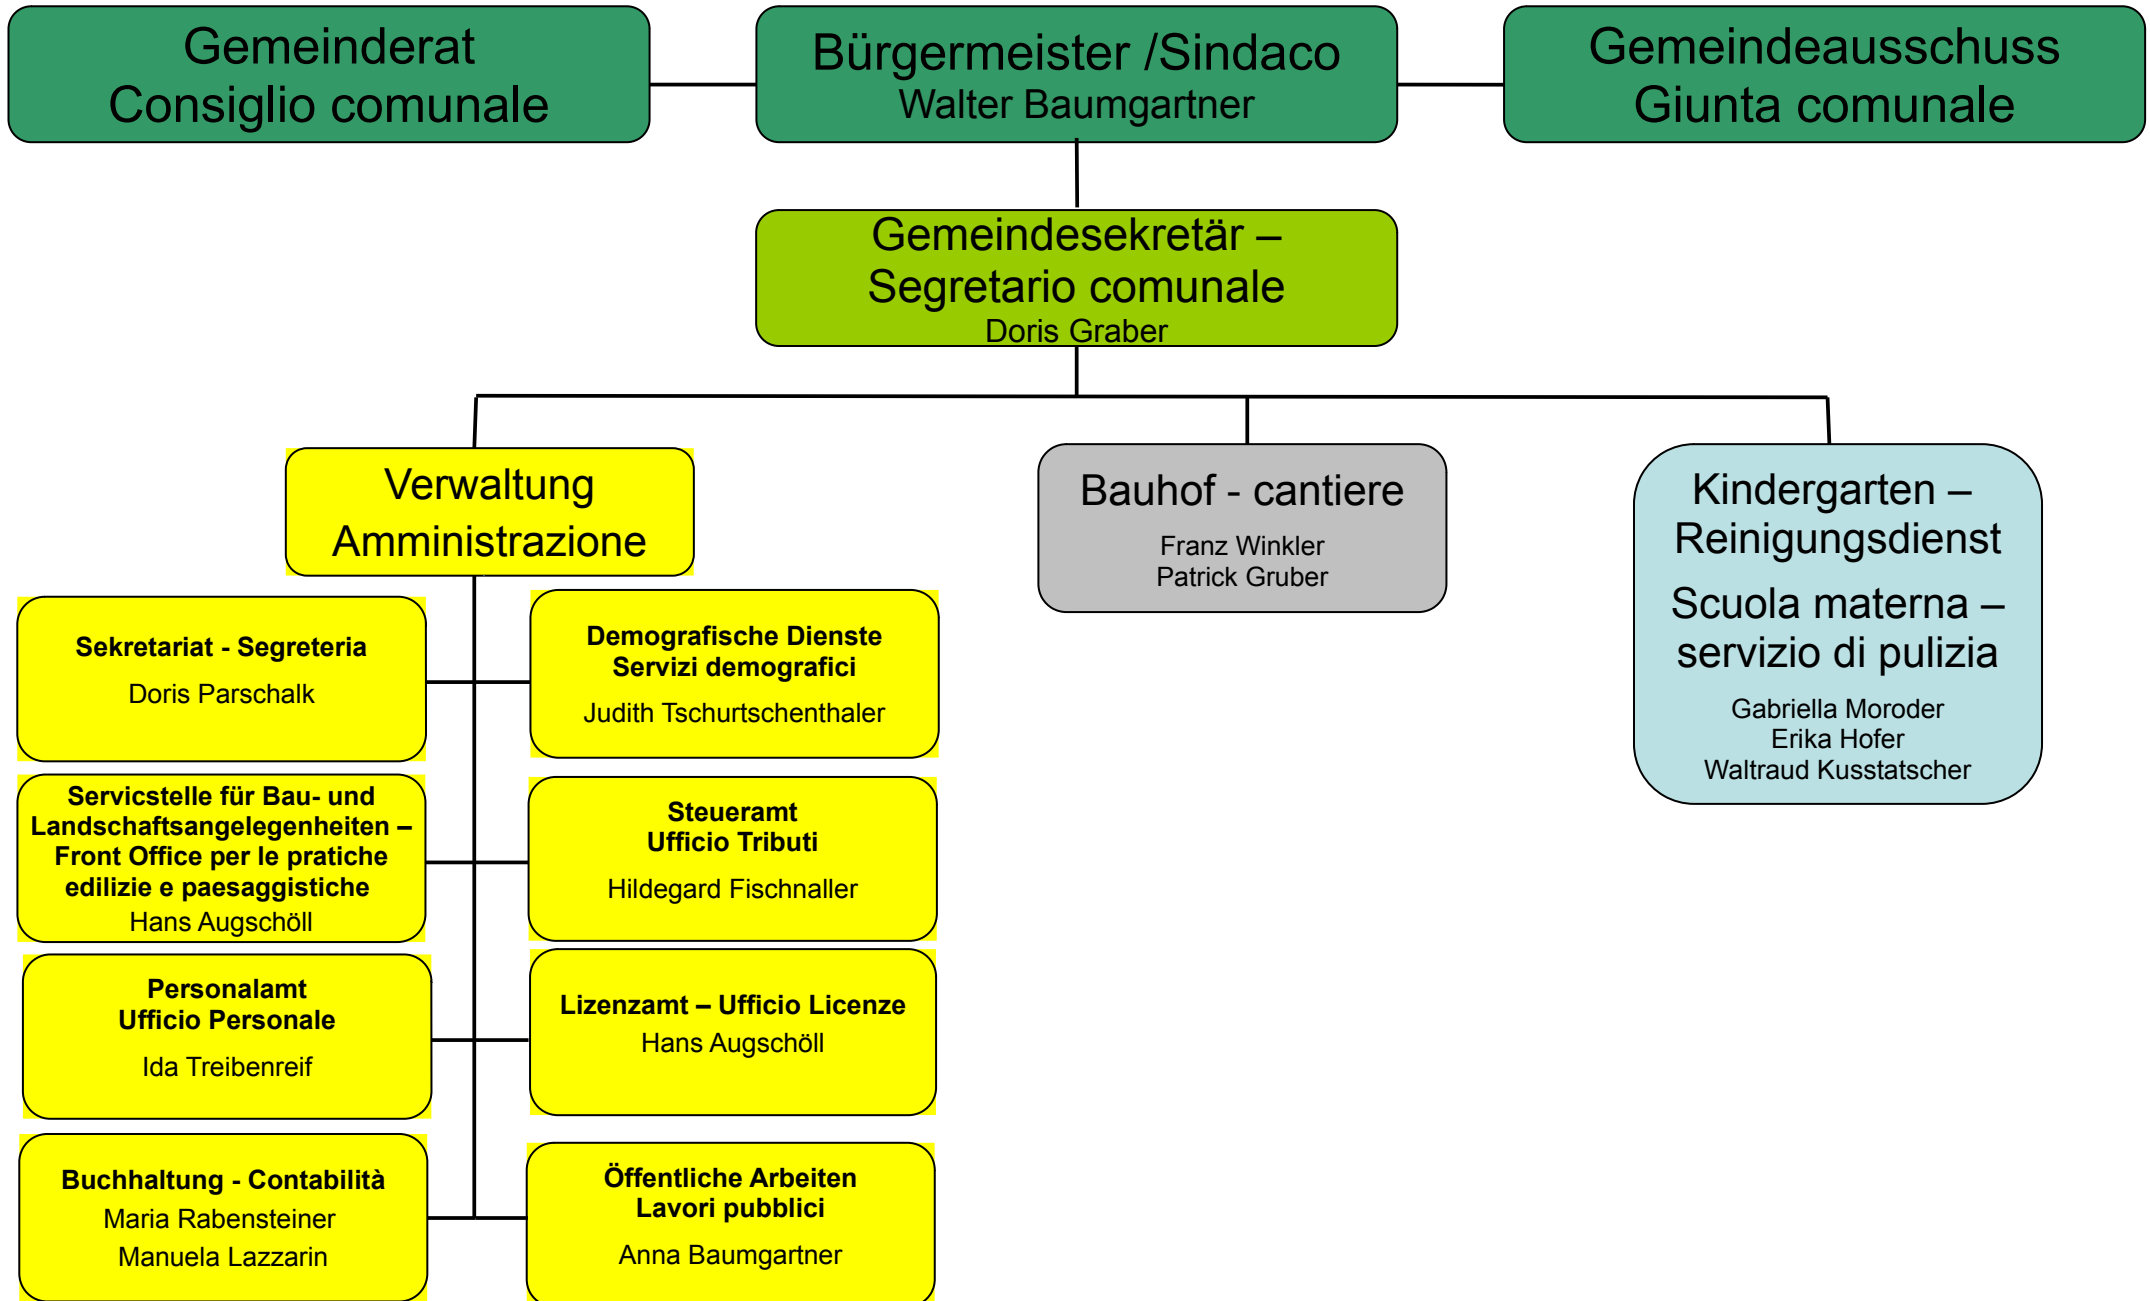 Gemeinderat
Consiglio comunale
Bürgermeister /Sindaco
Walter Baumgartner
Gemeindeausschuss
Giunta comunale
Gemeindesekretär –
Segretario comunale
Doris Graber
Verwaltung
Amministrazione
Bauhof - cantiere
Franz Winkler
Patrick Gruber
Kindergarten –
Reinigungsdienst
Scuola materna –
servizio di pulizia
Gabriella Moroder
Erika Hofer
Waltraud Kusstatscher
Sekretariat - Segreteria
Doris Parschalk
Demografische Dienste
Servizi demografici
Judith Tschurtschenthaler
Servicstelle für Bau- und
Landschaftsangelegenheiten –
Front Office per le pratiche
edilizie e paesaggistiche
Hans Augschöll
Steueramt
Ufficio Tributi
Hildegard Fischnaller
Personalamt
Ufficio Personale
Ida Treibenreif
Lizenzamt – Ufficio Licenze
Hans Augschöll
Buchhaltung - Contabilità
Maria Rabensteiner
Manuela Lazzarin
Öffentliche Arbeiten
Lavori pubblici
Anna Baumgartner